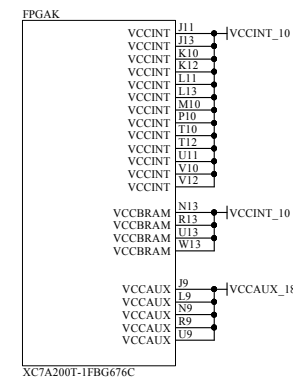 FPGAK
VCCINT J11 VCCINT_10
VCCINT J13
VCCINT K10
VCCINT K12
VCCINT L11
VCCINT L13
VCCINT M10
VCCINT P10
VCCINT T10
VCCINT T12
VCCINT U11
VCCINT V10
VCCINT V12
VCCBRAM N13 VCCINT_10
VCCBRAM R13
VCCBRAM U13
VCCBRAM W13
VCCAUX J9 VCCAUX_18
VCCAUX L9
VCCAUX N9
VCCAUX R9
VCCAUX U9
XC7A200T-1FBG676C